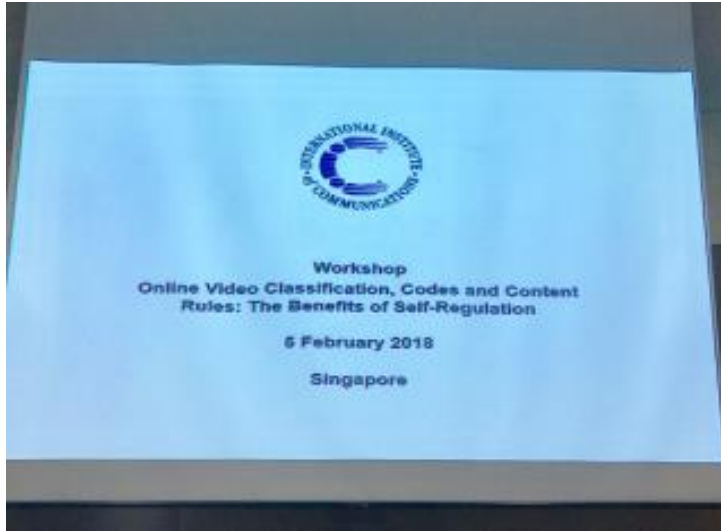 INTERNATIONAL INSTITUTE
OF COMMUNICATIONS
Workshop
Online Video Classification, Codes and Content
Rules: The Benefits of Self-Regulation
February 2018
Singapore